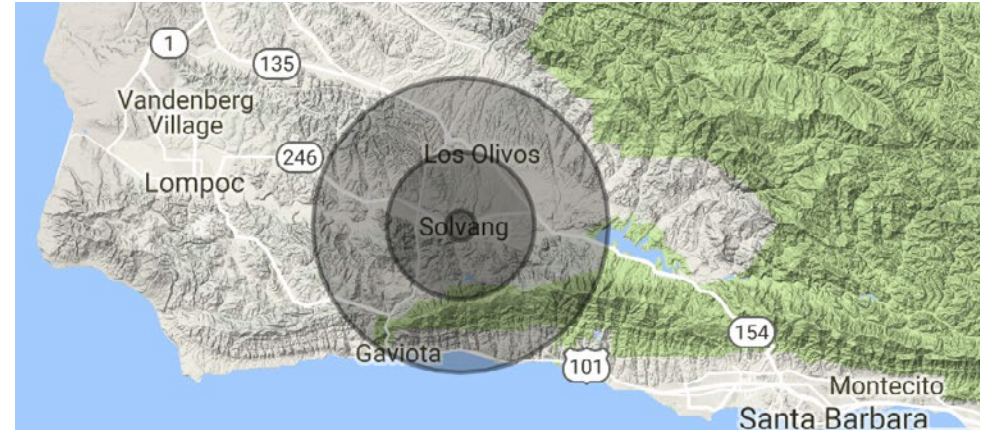 1
135
Vandenberg
Village
246
Los Olivos
Lompoc
Solvang
154
Gaviota
101
Montecito
Santa Barbara